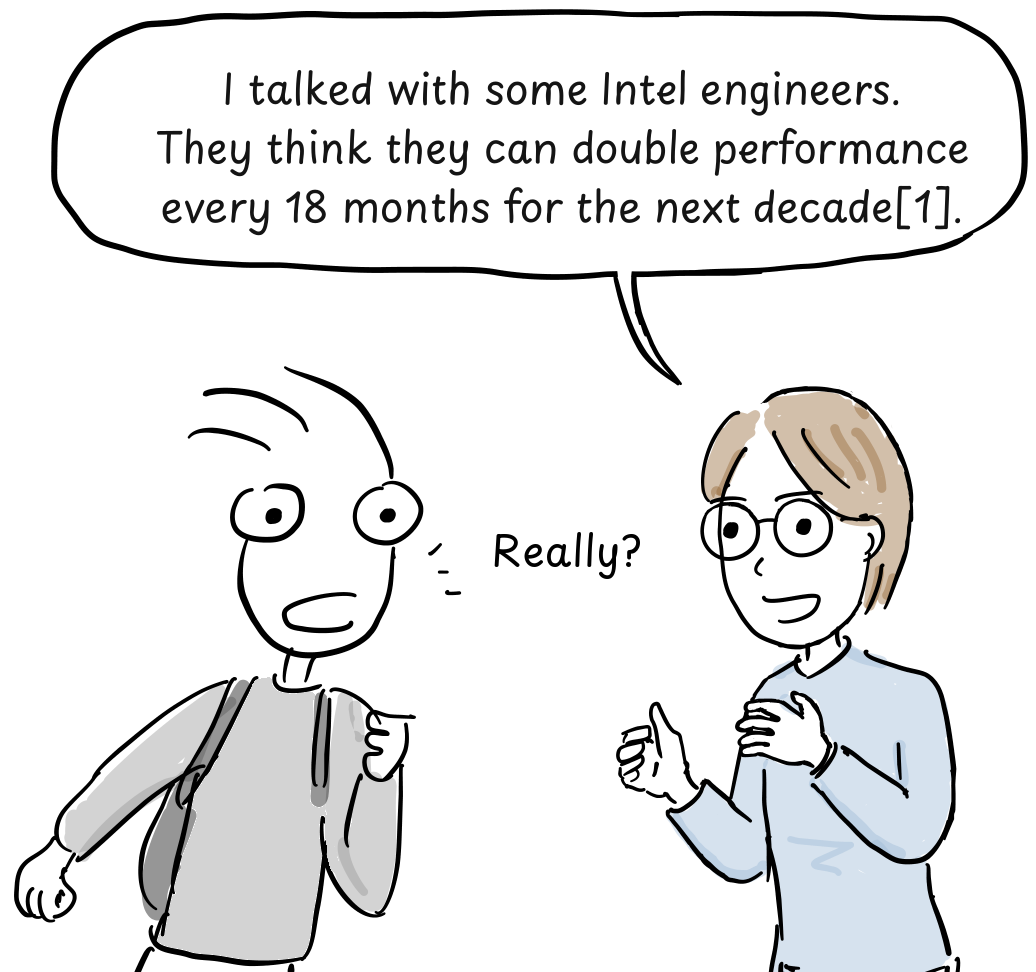 I talked with some Intel engineers.
They think they can double performance
every 18 months for the next decade[1].
Really?